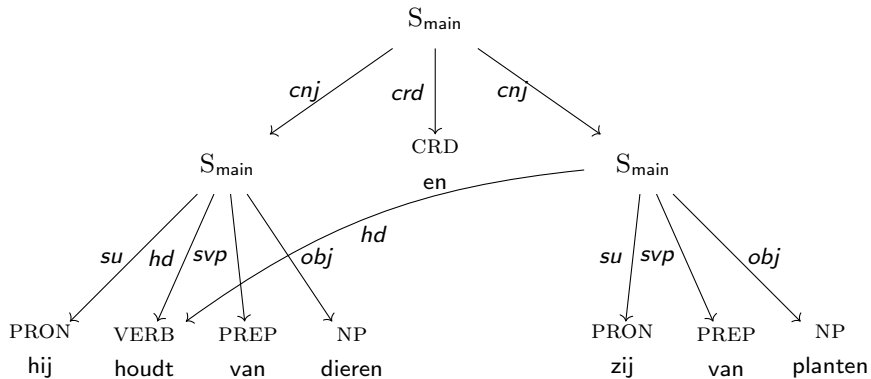 S_main
cnj crd cnj
CRD
S_main en S_main
hd
su hd svp obj su svp obj
PRON VERB PREP NP PRON PREP NP
hij houdt van dieren zij van planten